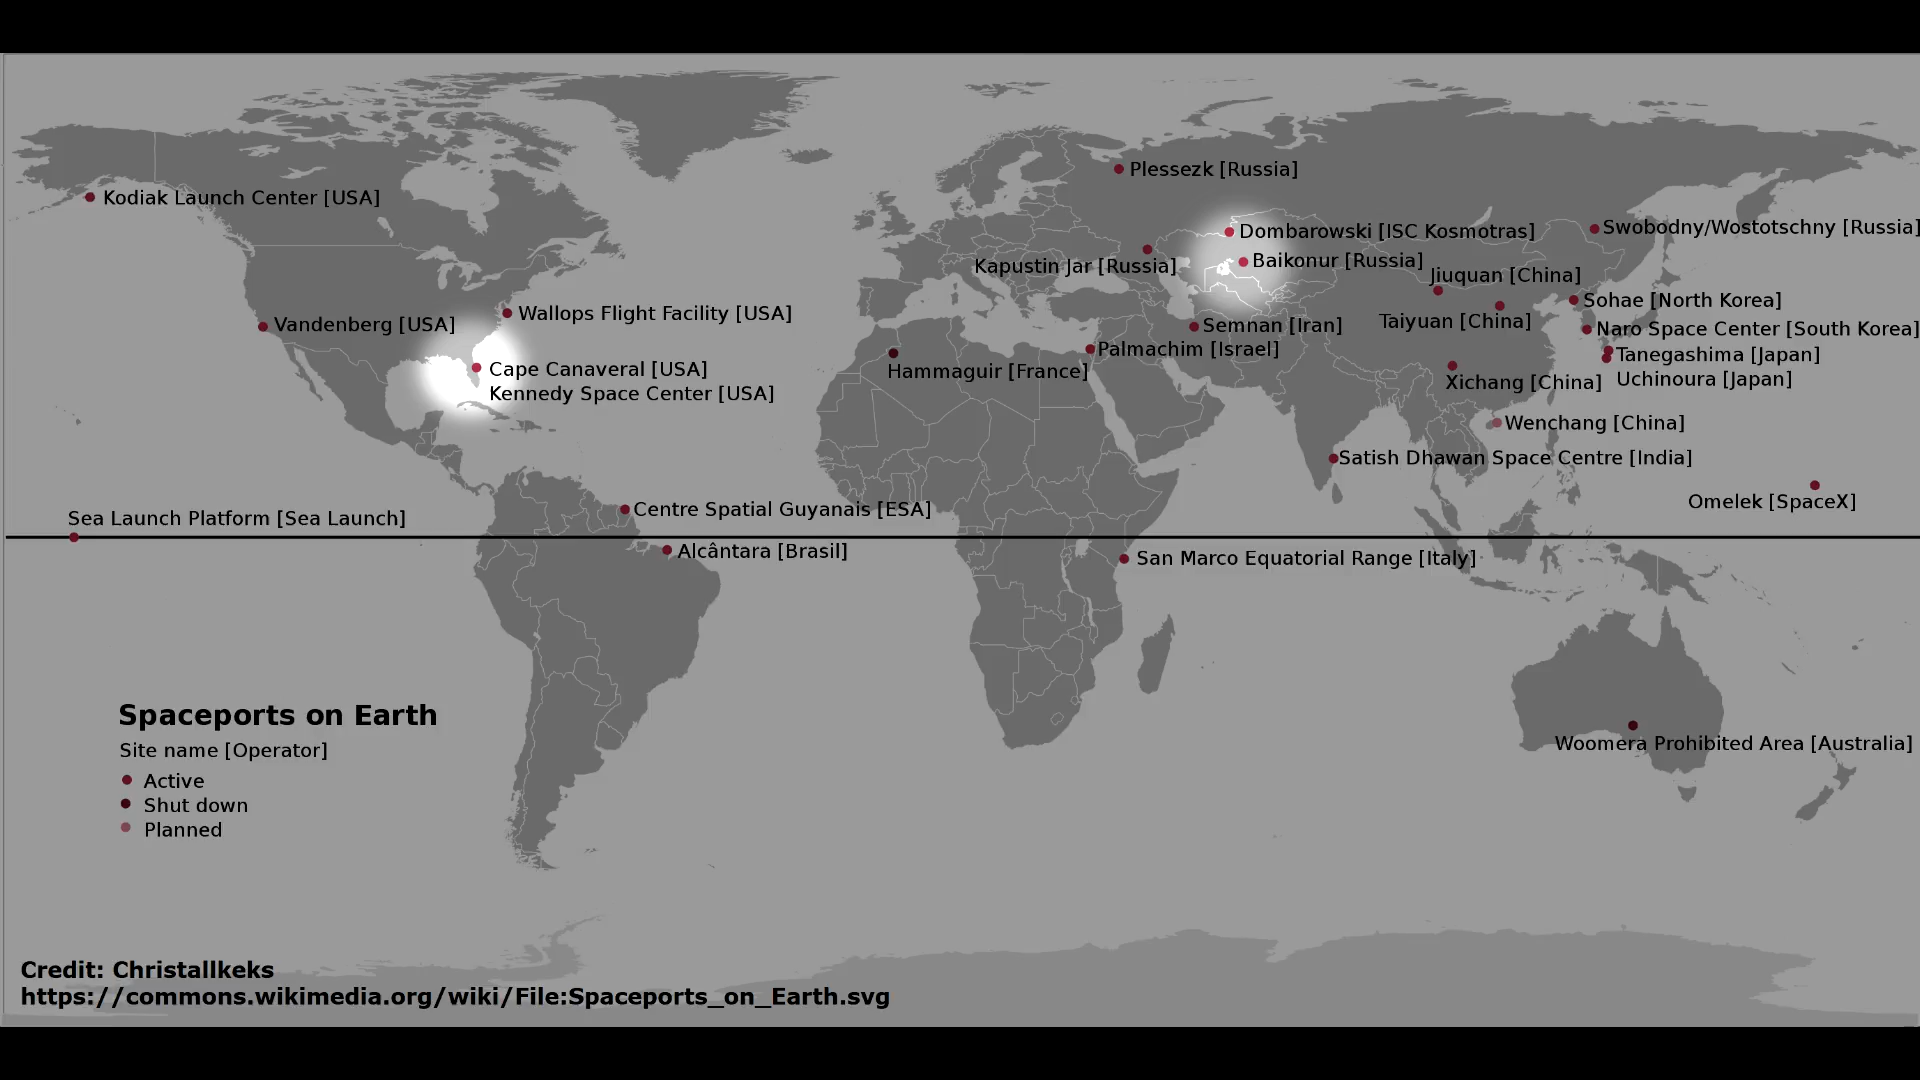 Plessezk [Russia]
Kodiak Launch Center [USA]
Swobodny/Wostotschny [Russia]
Dombarowski [ISC Kosmotras]
Baikonur [Russia]
Kapustin Jar [Russia]
Jiuquan [China]
Sohae [North Korea]
Wallops Flight Facility [USA]
Taiyuan [China]
Vandenberg [USA]
Semnan [Iran]
Naro Space Center [South Korea]
Palmachim [Israel]
Tanegashima [Japan]
Cape Canaveral [USA]
Hammaguir [France]
Uchinoura [Japan]
Xichang [China]
Kennedy Space Center [USA]
Wenchang [China]
Satish Dhawan Space Centre [India]
Omelek [SpaceX]
Centre Spatial Guyanais [ESA]
Sea Launch Platform [Sea Launch]
Alcântara [Brasil]
San Marco Equatorial Range [Italy]
Woomera Prohibited Area [Australia]
Spaceports on Earth
Site name [Operator]
Active
Shut down
Planned
Credit: Christallkeks
https://commons.wikimedia.org/wiki/File:Spaceports_on_Earth.svg